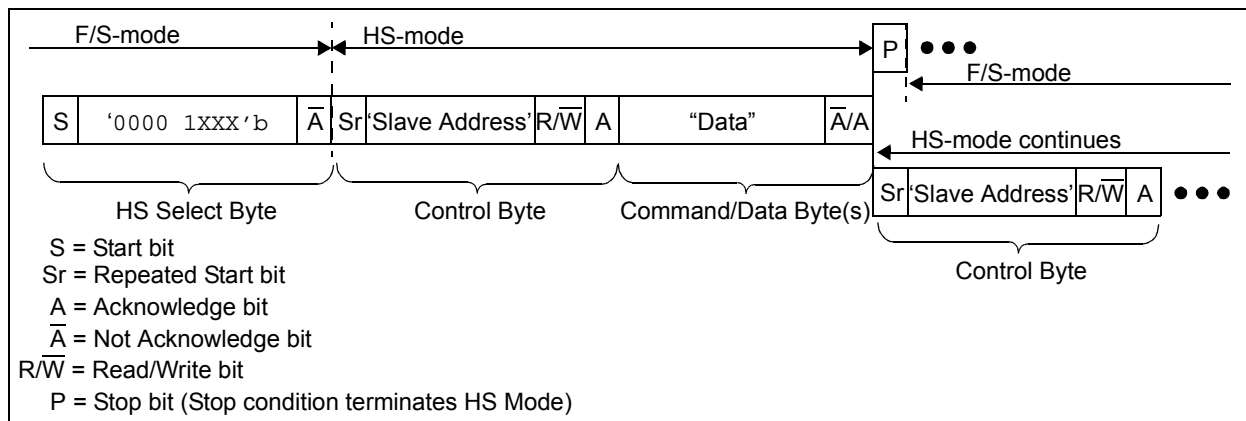 F/S-mode HS-mode
P •••
F/S-mode
S '0000 1XXX'b A̅ Sr 'Slave Address' R/W̅ A "Data" A̅/A
HS-mode continues
Sr 'Slave Address' R/W̅ A •••
HS Select Byte Control Byte Command/Data Byte(s)
Control Byte
S = Start bit
Sr = Repeated Start bit
A = Acknowledge bit
A̅ = Not Acknowledge bit
R/W̅ = Read/Write bit
P = Stop bit (Stop condition terminates HS Mode)